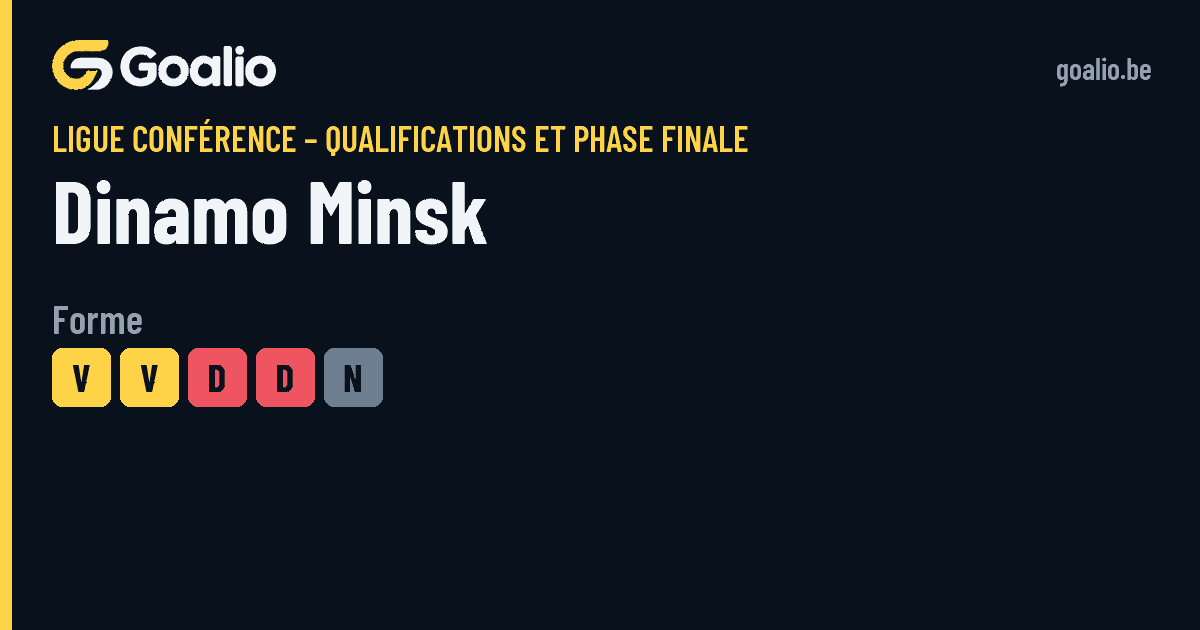 Goalio
goalio.be
LIGUE CONFÉRENCE – QUALIFICATIONS ET PHASE FINALE
Dinamo Minsk
Forme
V V D D N